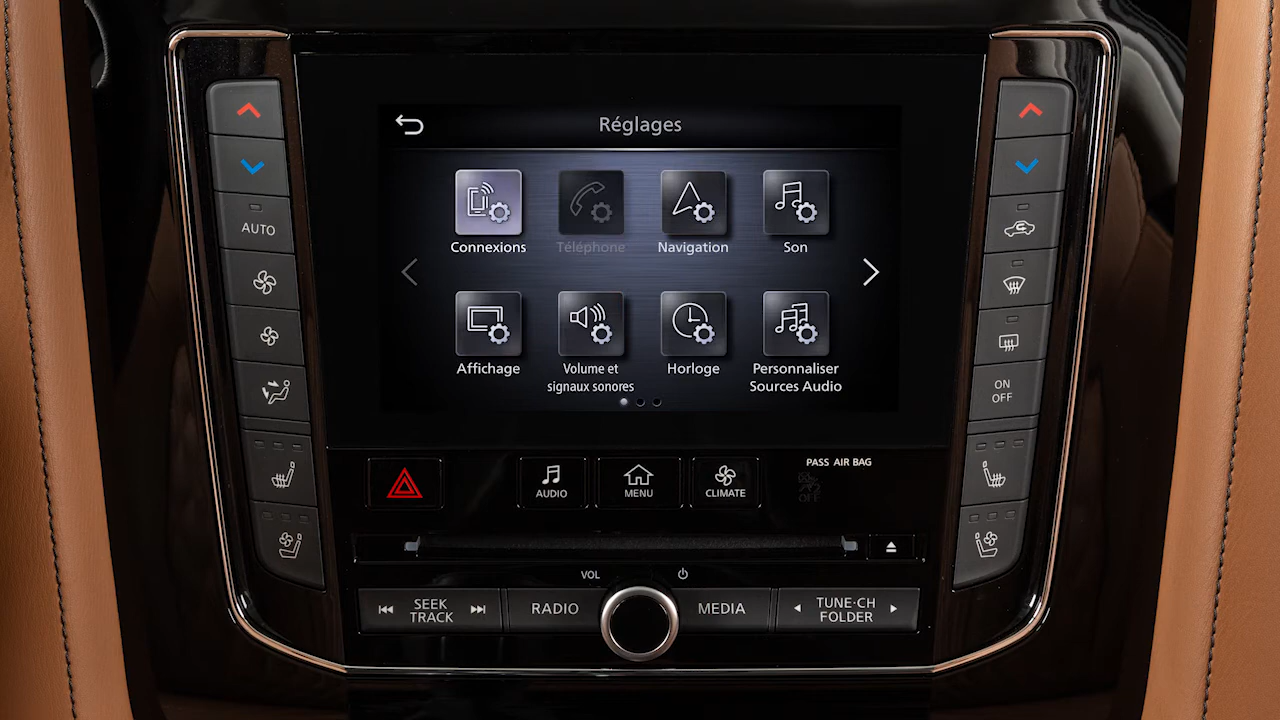 Réglages
Connexions
Téléphone
Navigation
Son
Affichage
Volume et
signaux sonores
Horloge
Personnaliser
Sources Audio
AUTO
ON
OFF
PASS AIR BAG
OFF
AUDIO
MENU
CLIMATE
VOL
SEEK
TRACK
RADIO
MEDIA
TUNE·CH
FOLDER